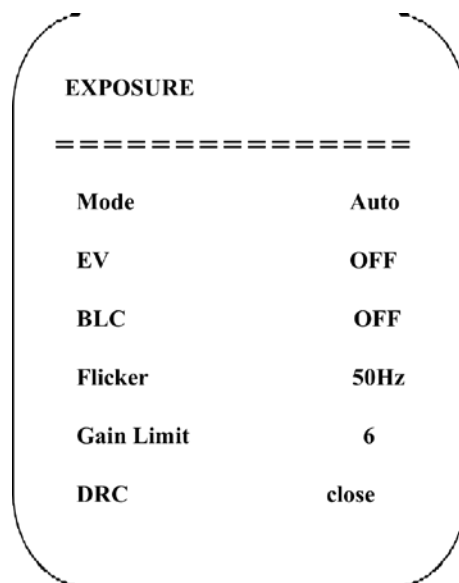 EXPOSURE
===============
Mode Auto
EV OFF
BLC OFF
Flicker 50Hz
Gain Limit 6
DRC close